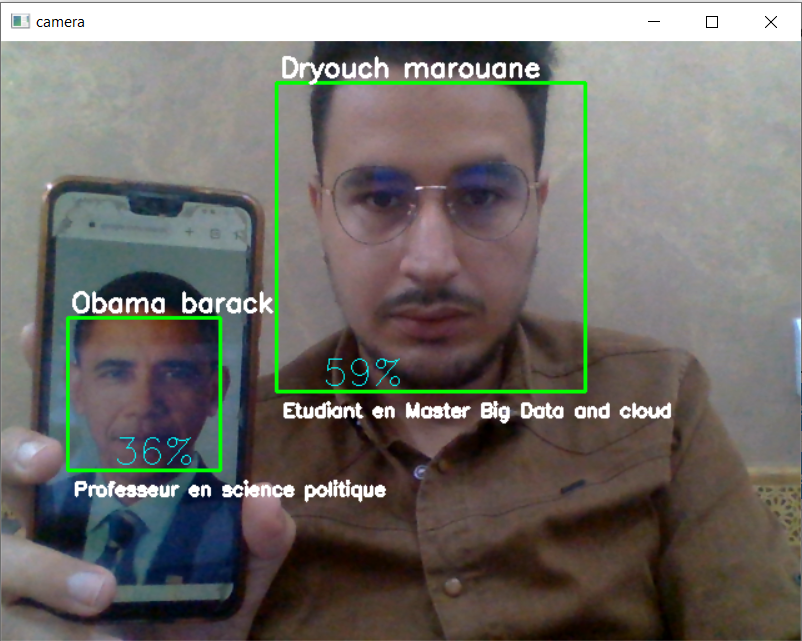 camera
Dryouch marouane
Obama barack
59%
Etudiant en Master Big Data and cloud
36%
Professeur en science politique